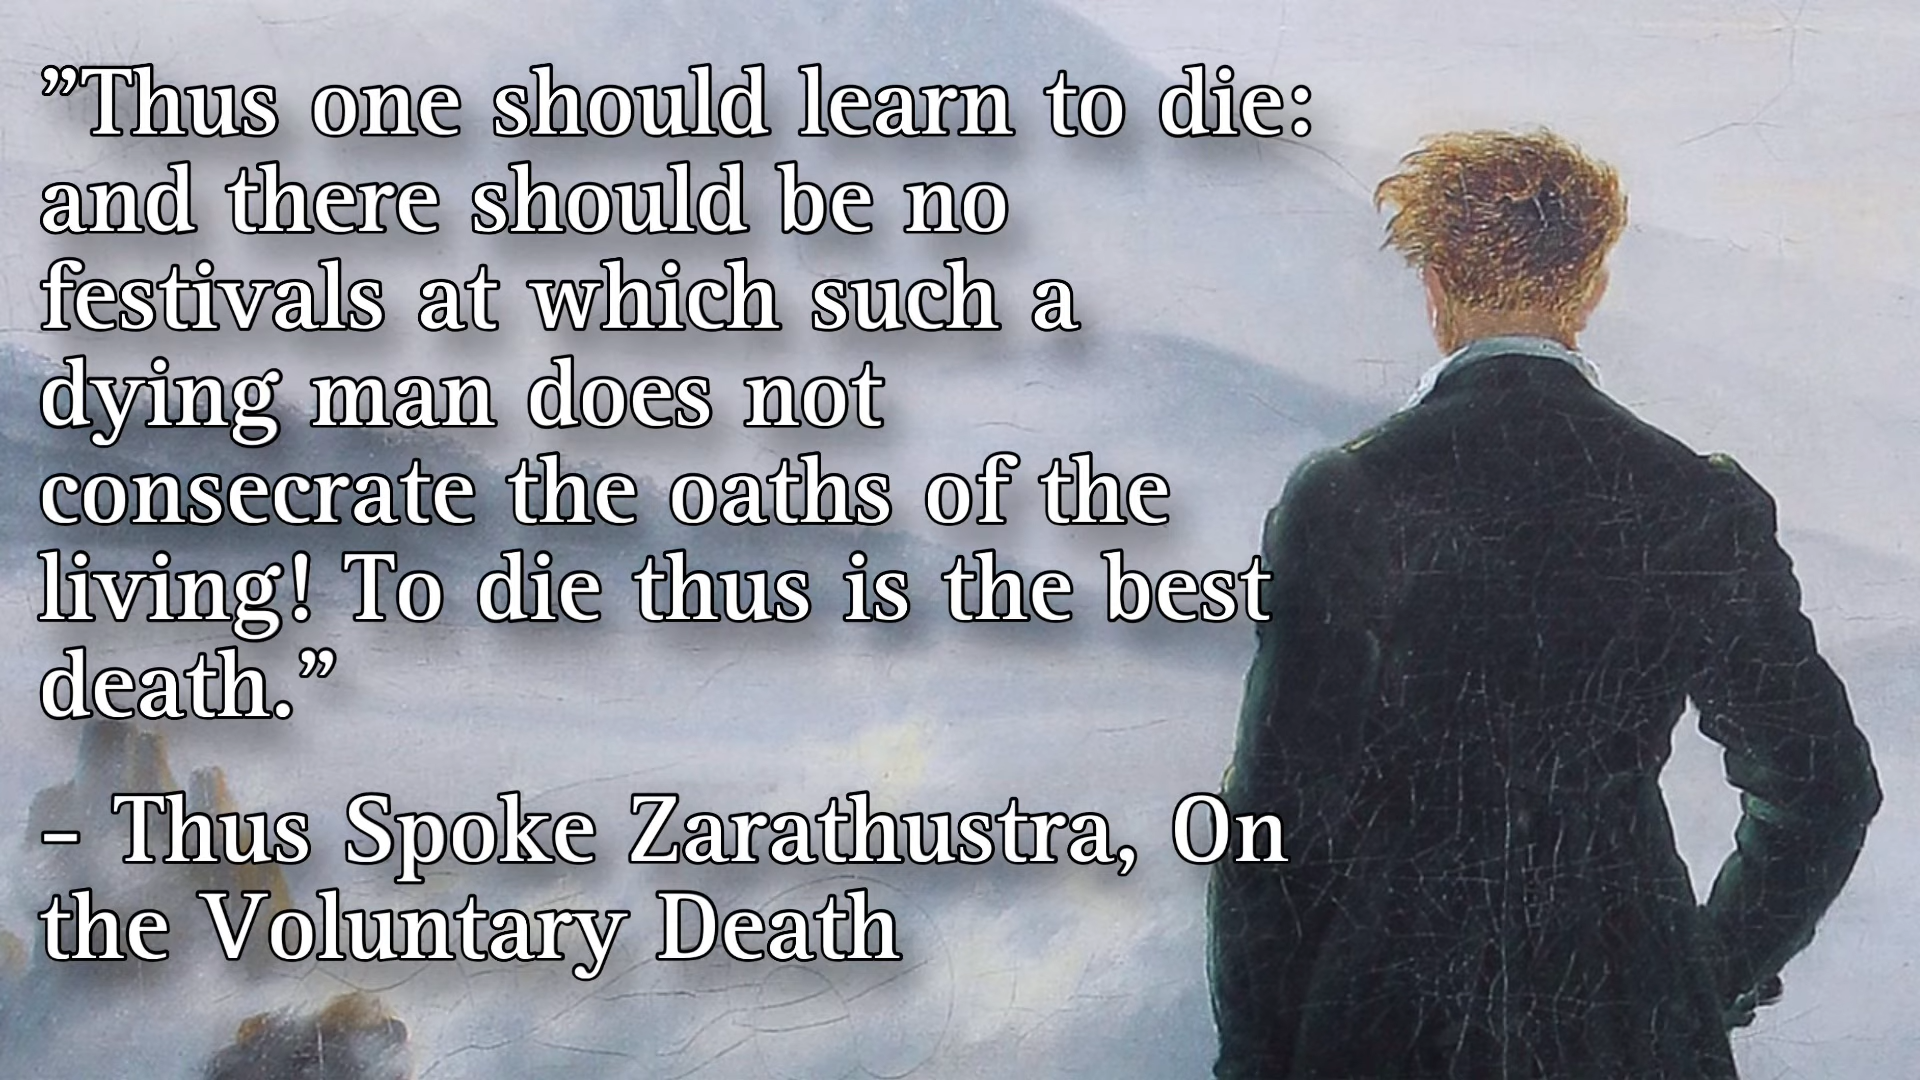 ”Thus one should learn to die:
and there should be no
festivals at which such a
dying man does not
consecrate the oaths of the
living! To die thus is the best
death.”
– Thus Spoke Zarathustra, On
the Voluntary Death